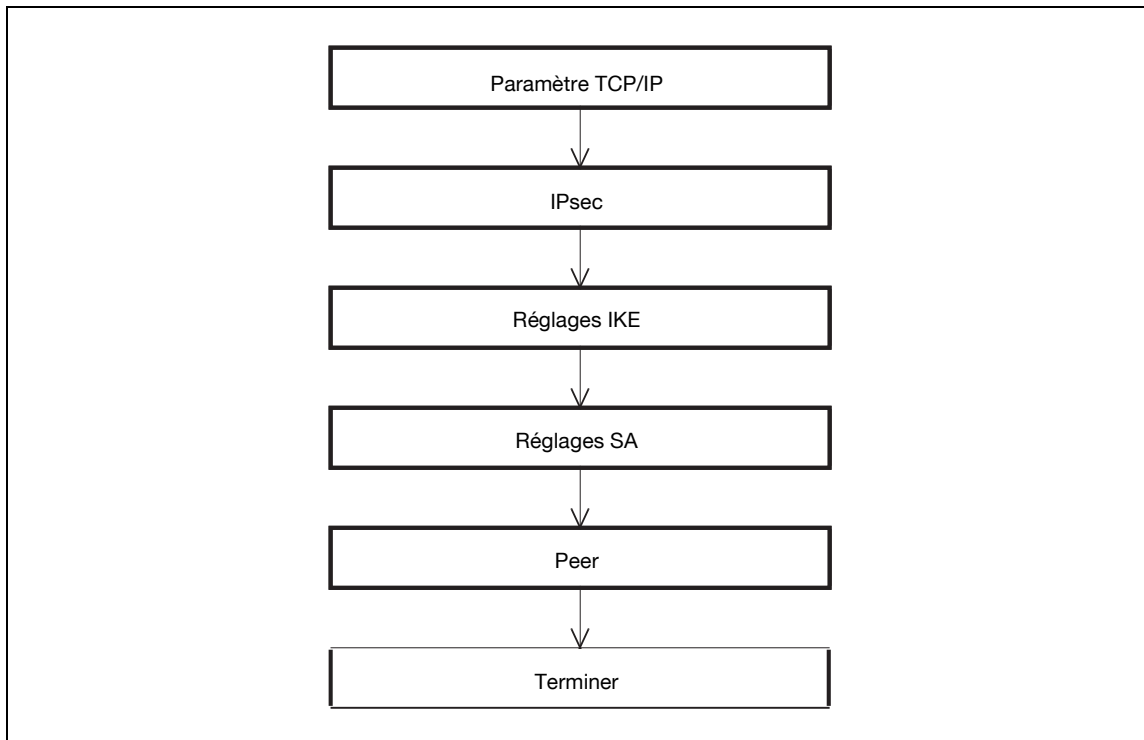 Paramètre TCP/IP
IPsec
Réglages IKE
Réglages SA
Peer
Terminer